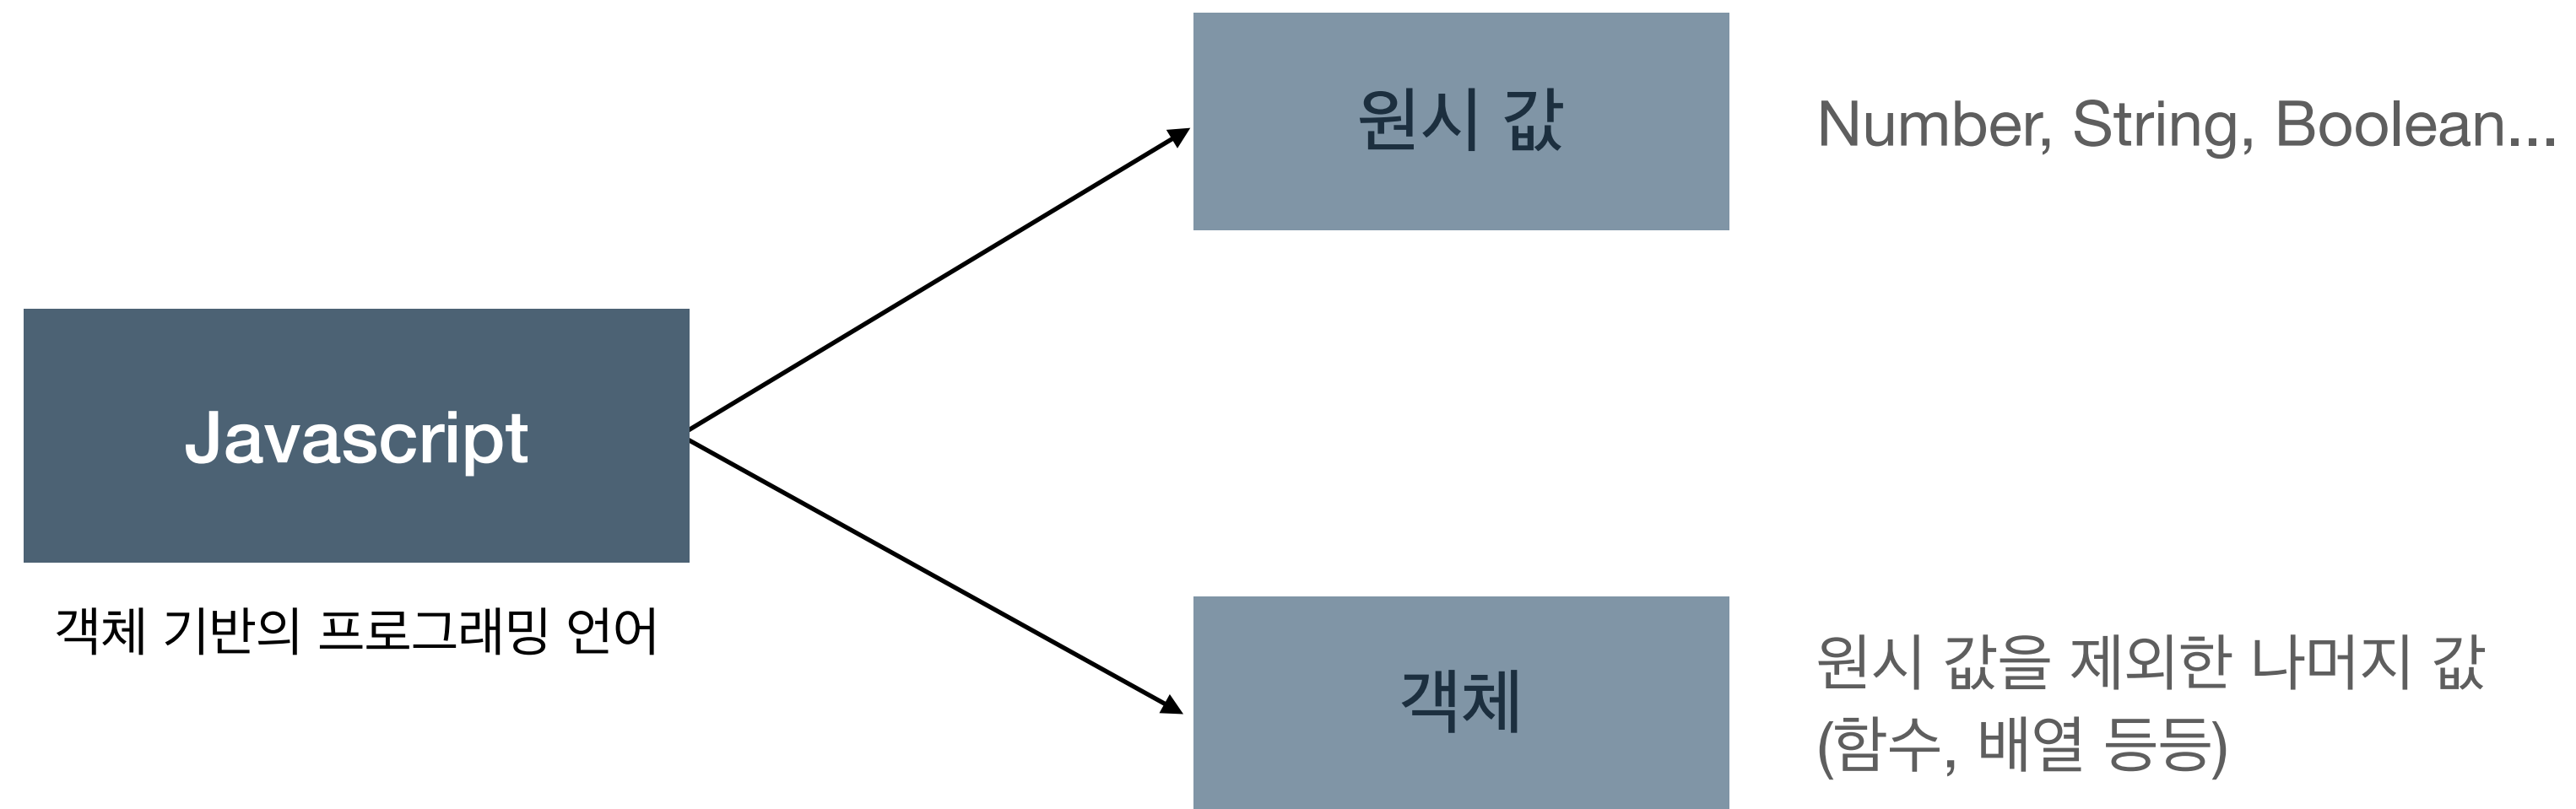 원시 값
Number, String, Boolean...
Javascript
객체 기반의 프로그래밍 언어
객체
원시 값을 제외한 나머지 값
(함수, 배열 등등)